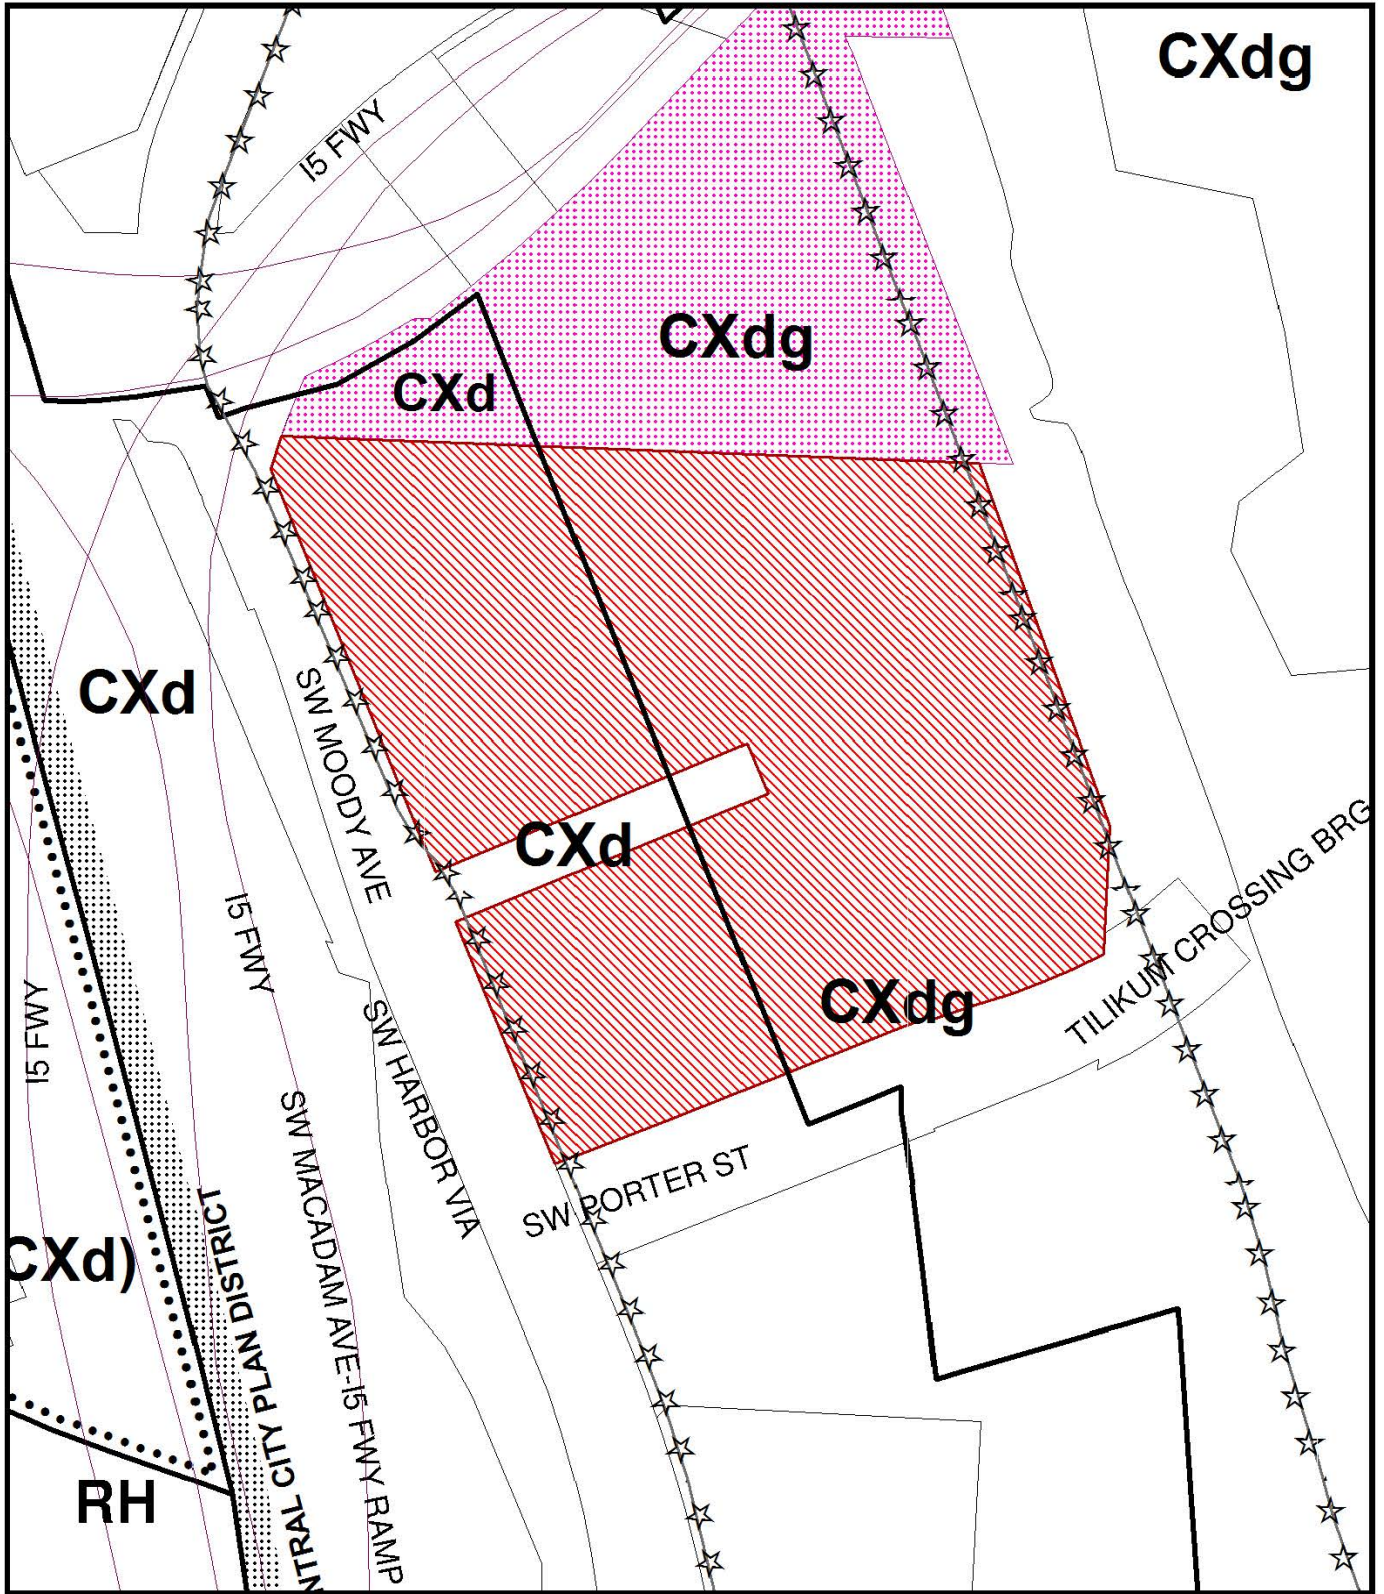 CXdg
I5 FWY
CXdg
CXd
CXd
SW MOODY AVE
CXd
TILIKUM CROSSING BRG
I5 FWY
I5 FWY
CXdg
SW HARBOR VIA
SW MACADAM AVE-I5 FWY RAMP
SW PORTER ST
NTRAL CITY PLAN DISTRICT
CXd)
RH